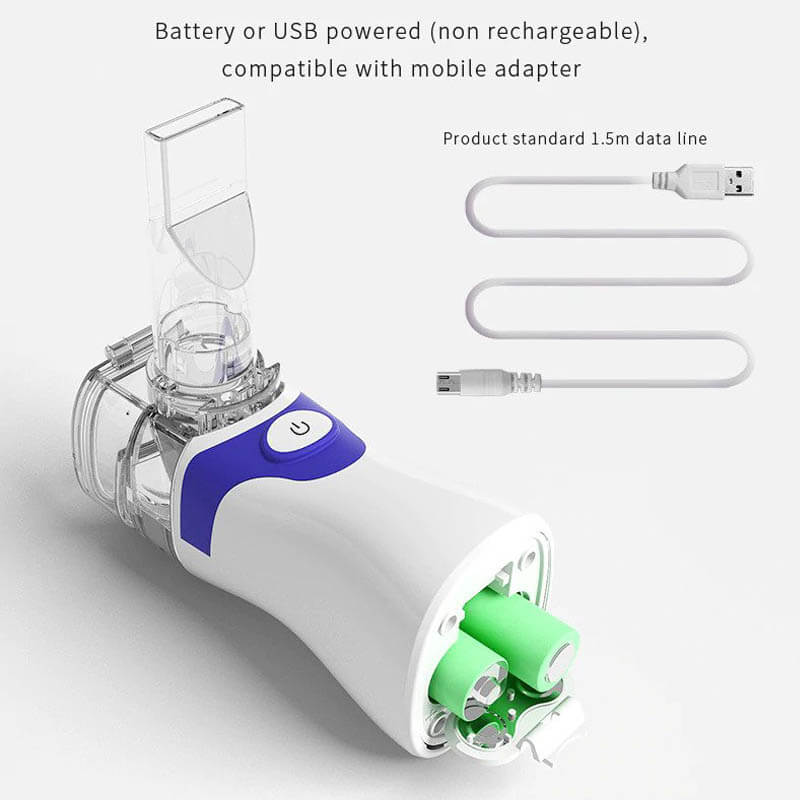 Battery or USB powered (non rechargeable),
compatible with mobile adapter
Product standard 1.5m data line